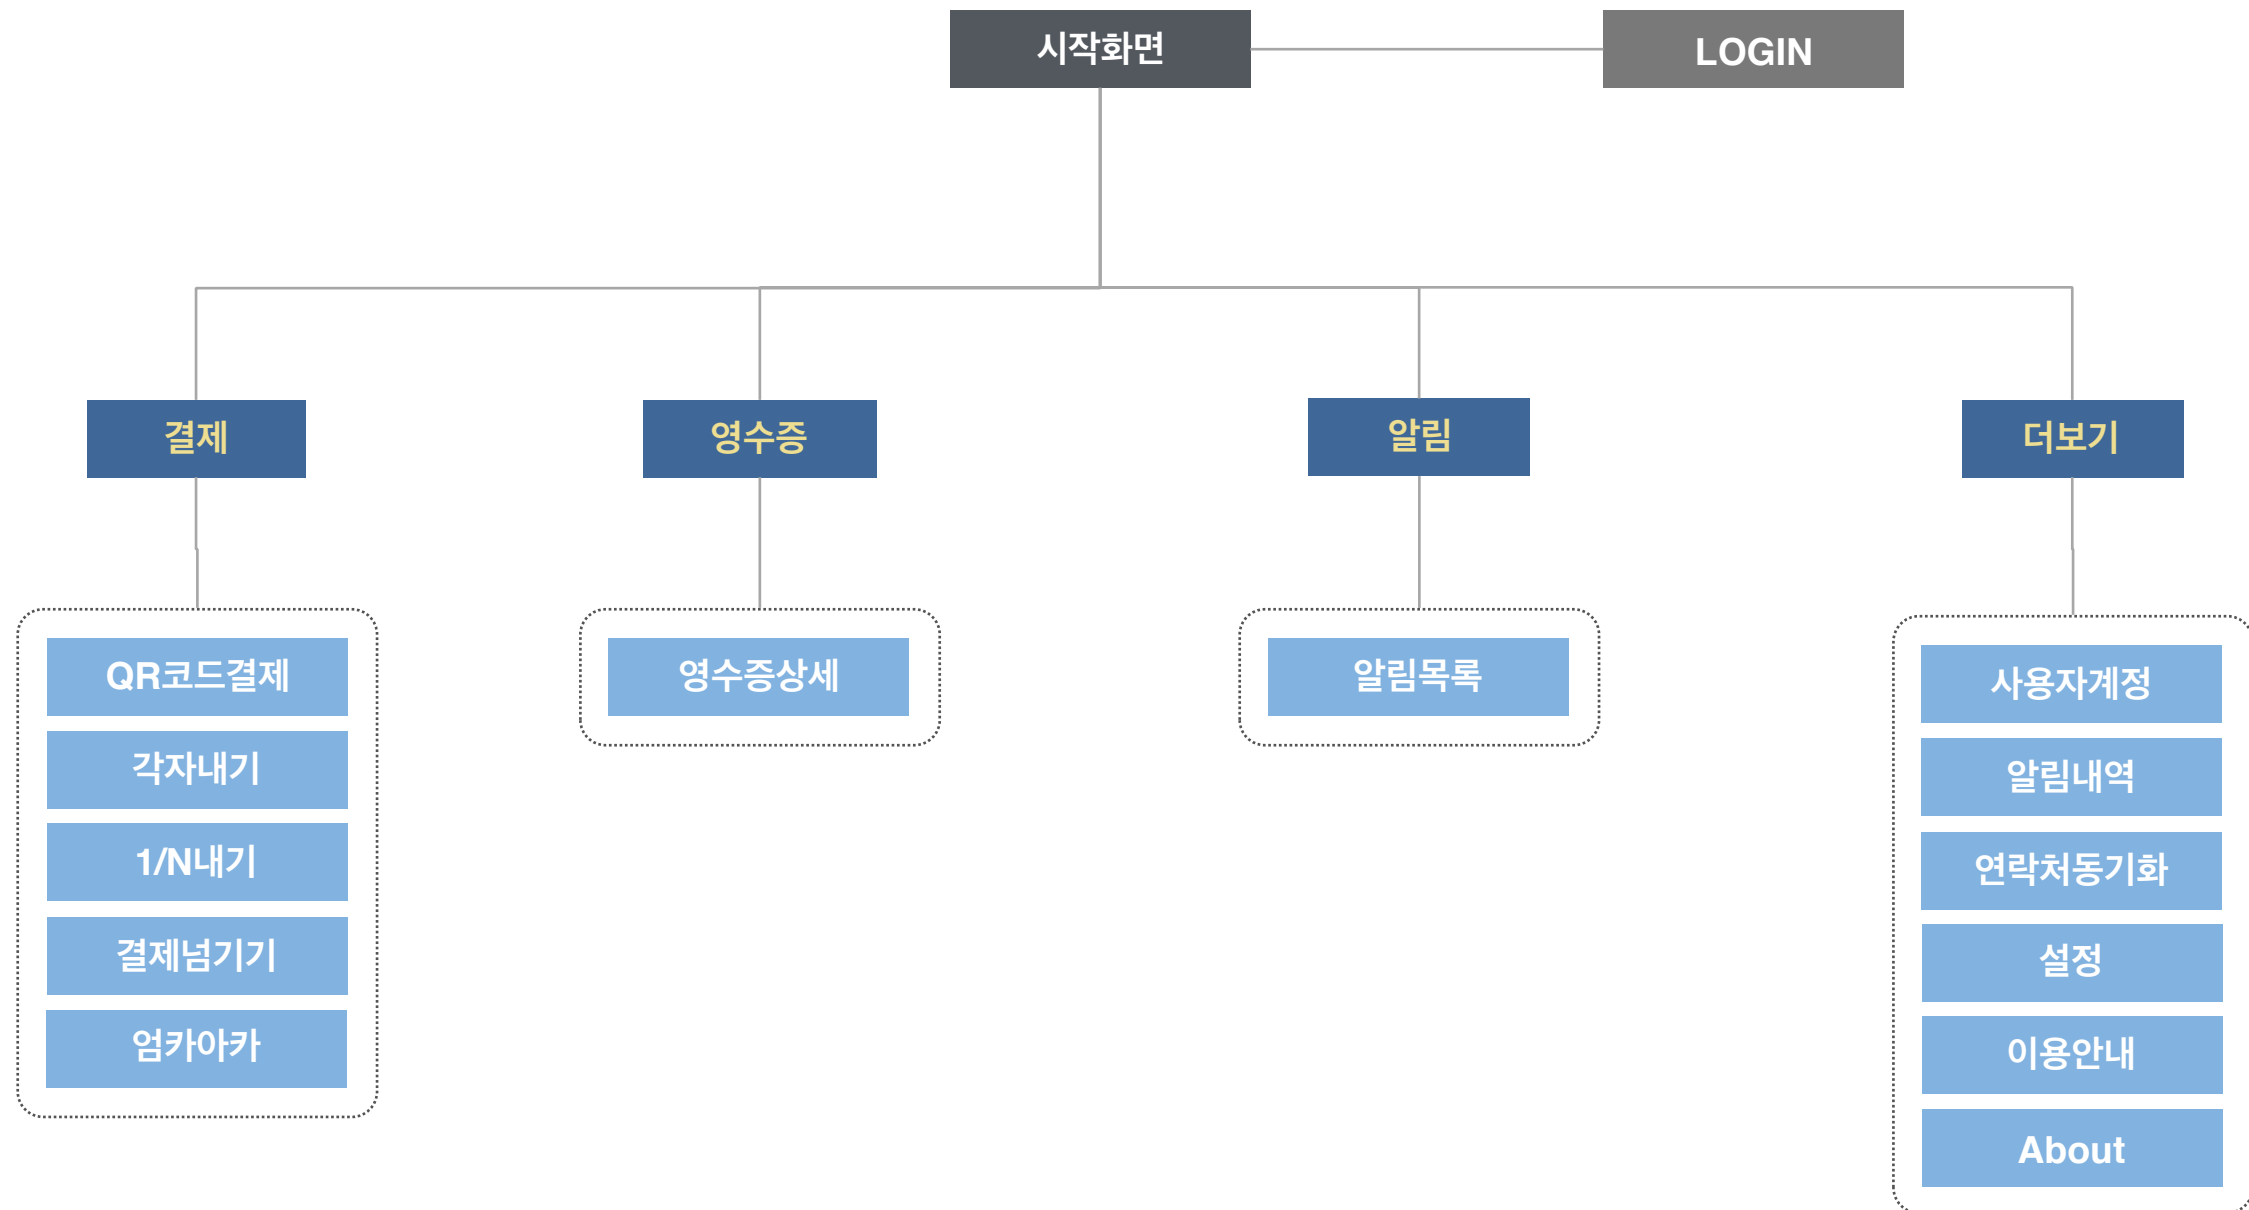 시작화면
LOGIN
결제
영수증
알림
더보기
QR코드결제
각자내기
1/N내기
결제넘기기
엄카아카
영수증상세
알림목록
사용자계정
알림내역
연락처동기화
설정
이용안내
About